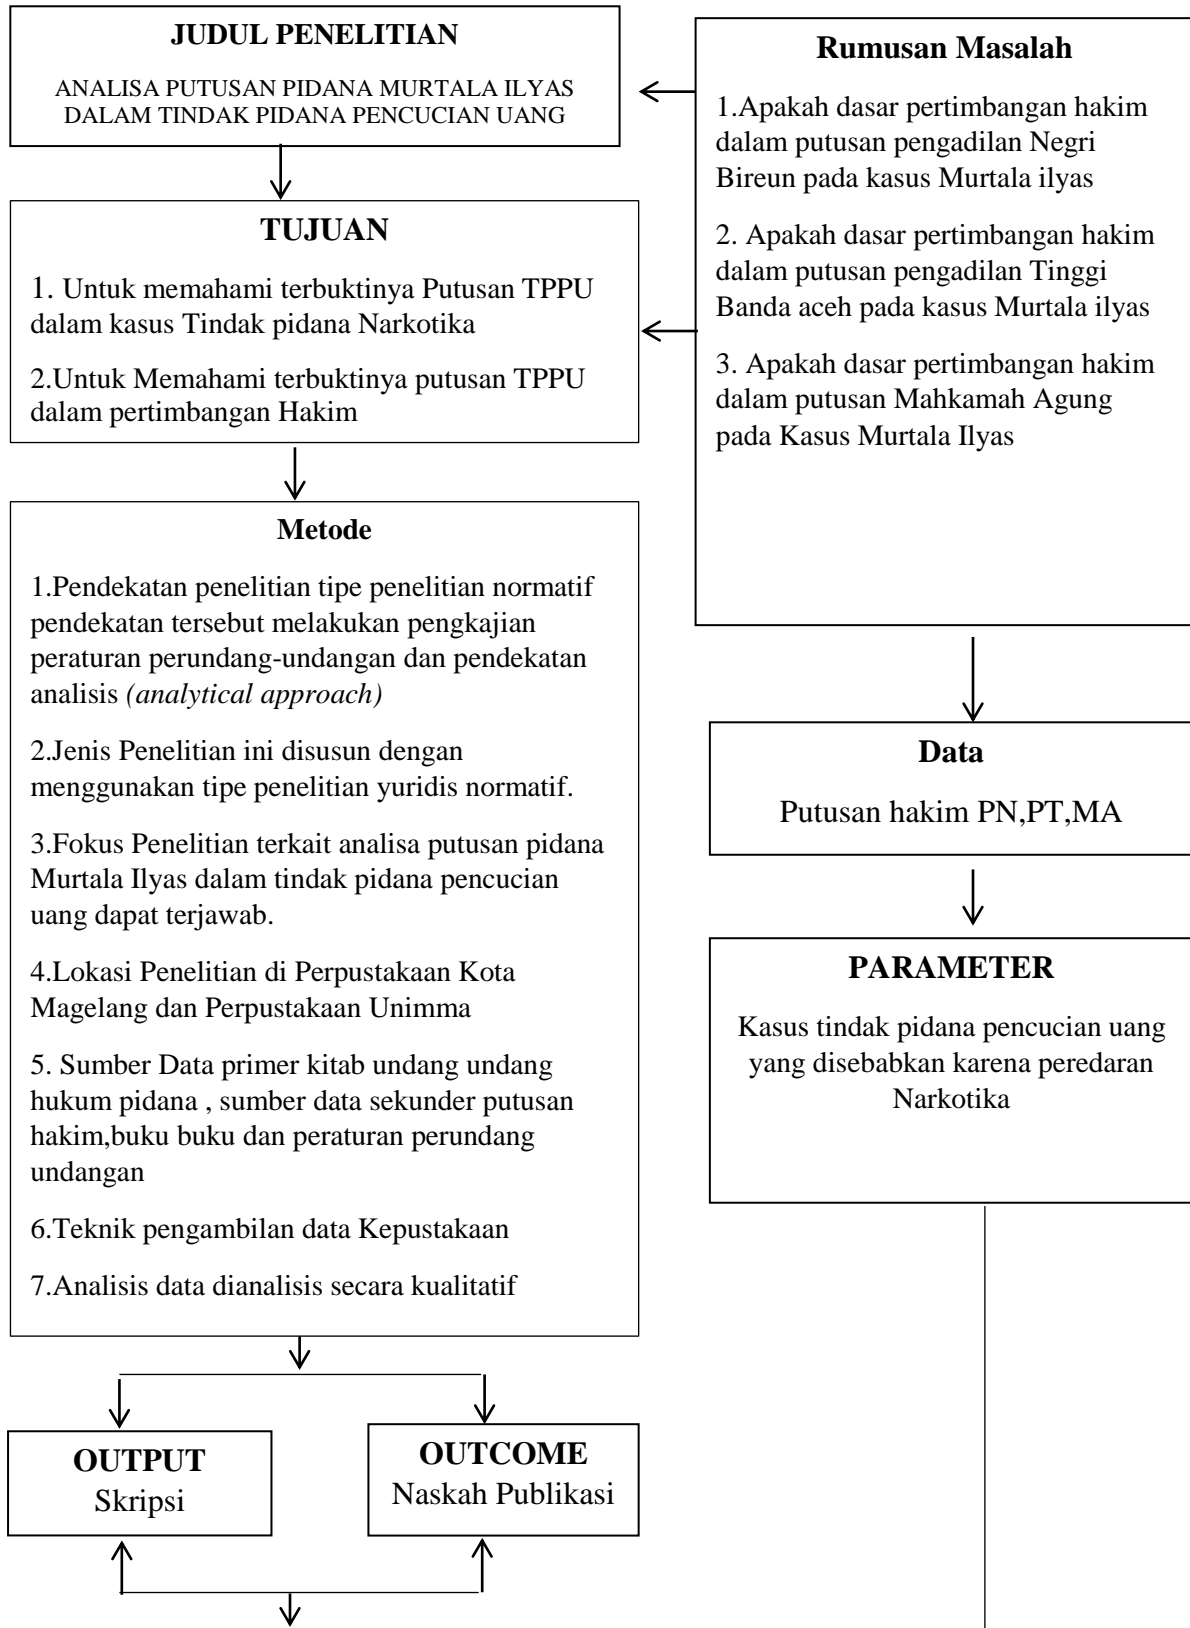 JUDUL PENELITIAN
ANALISA PUTUSAN PIDANA MURTALA ILYAS
DALAM TINDAK PIDANA PENCUCIAN UANG
Rumusan Masalah
1.Apakah dasar pertimbangan hakim
dalam putusan pengadilan Negri
Bireun pada kasus Murtala ilyas
2. Apakah dasar pertimbangan hakim
dalam putusan pengadilan Tinggi
Banda aceh pada kasus Murtala ilyas
3. Apakah dasar pertimbangan hakim
dalam putusan Mahkamah Agung
pada Kasus Murtala Ilyas
TUJUAN
1. Untuk memahami terbuktinya Putusan TPPU
dalam kasus Tindak pidana Narkotika
2.Untuk Memahami terbuktinya putusan TPPU
dalam pertimbangan Hakim
Metode
1.Pendekatan penelitian tipe penelitian normatif
pendekatan tersebut melakukan pengkajian
peraturan perundang-undangan dan pendekatan
analisis (analytical approach)
2.Jenis Penelitian ini disusun dengan
menggunakan tipe penelitian yuridis normatif.
3.Fokus Penelitian terkait analisa putusan pidana
Murtala Ilyas dalam tindak pidana pencucian
uang dapat terjawab.
4.Lokasi Penelitian di Perpustakaan Kota
Magelang dan Perpustakaan Unimma
5. Sumber Data primer kitab undang undang
hukum pidana , sumber data sekunder putusan
hakim,buku buku dan peraturan perundang
undangan
6.Teknik pengambilan data Kepustakaan
7.Analisis data dianalisis secara kualitatif
Data
Putusan hakim PN,PT,MA
PARAMETER
Kasus tindak pidana pencucian uang
yang disebabkan karena peredaran
Narkotika
OUTPUT
Skripsi
OUTCOME
Naskah Publikasi